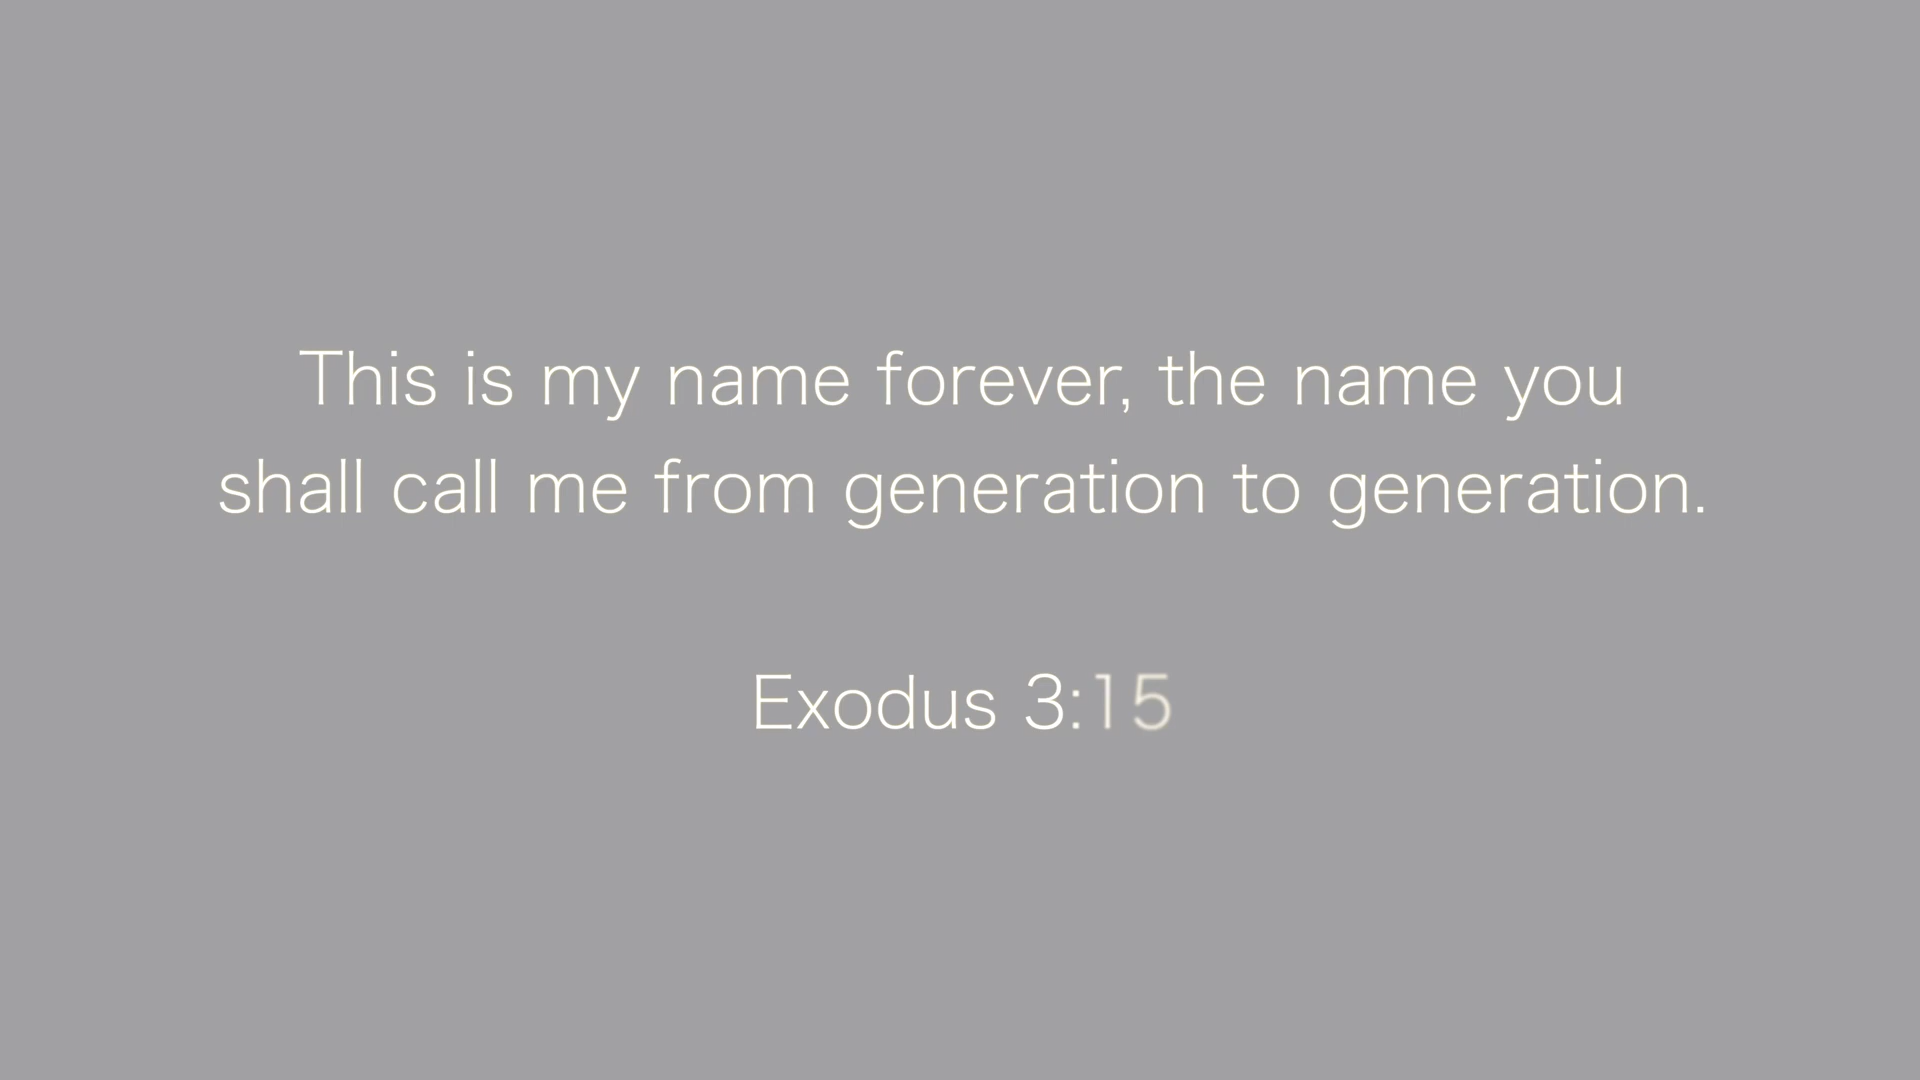 This is my name forever, the name you
shall call me from generation to generation.
Exodus 3:15